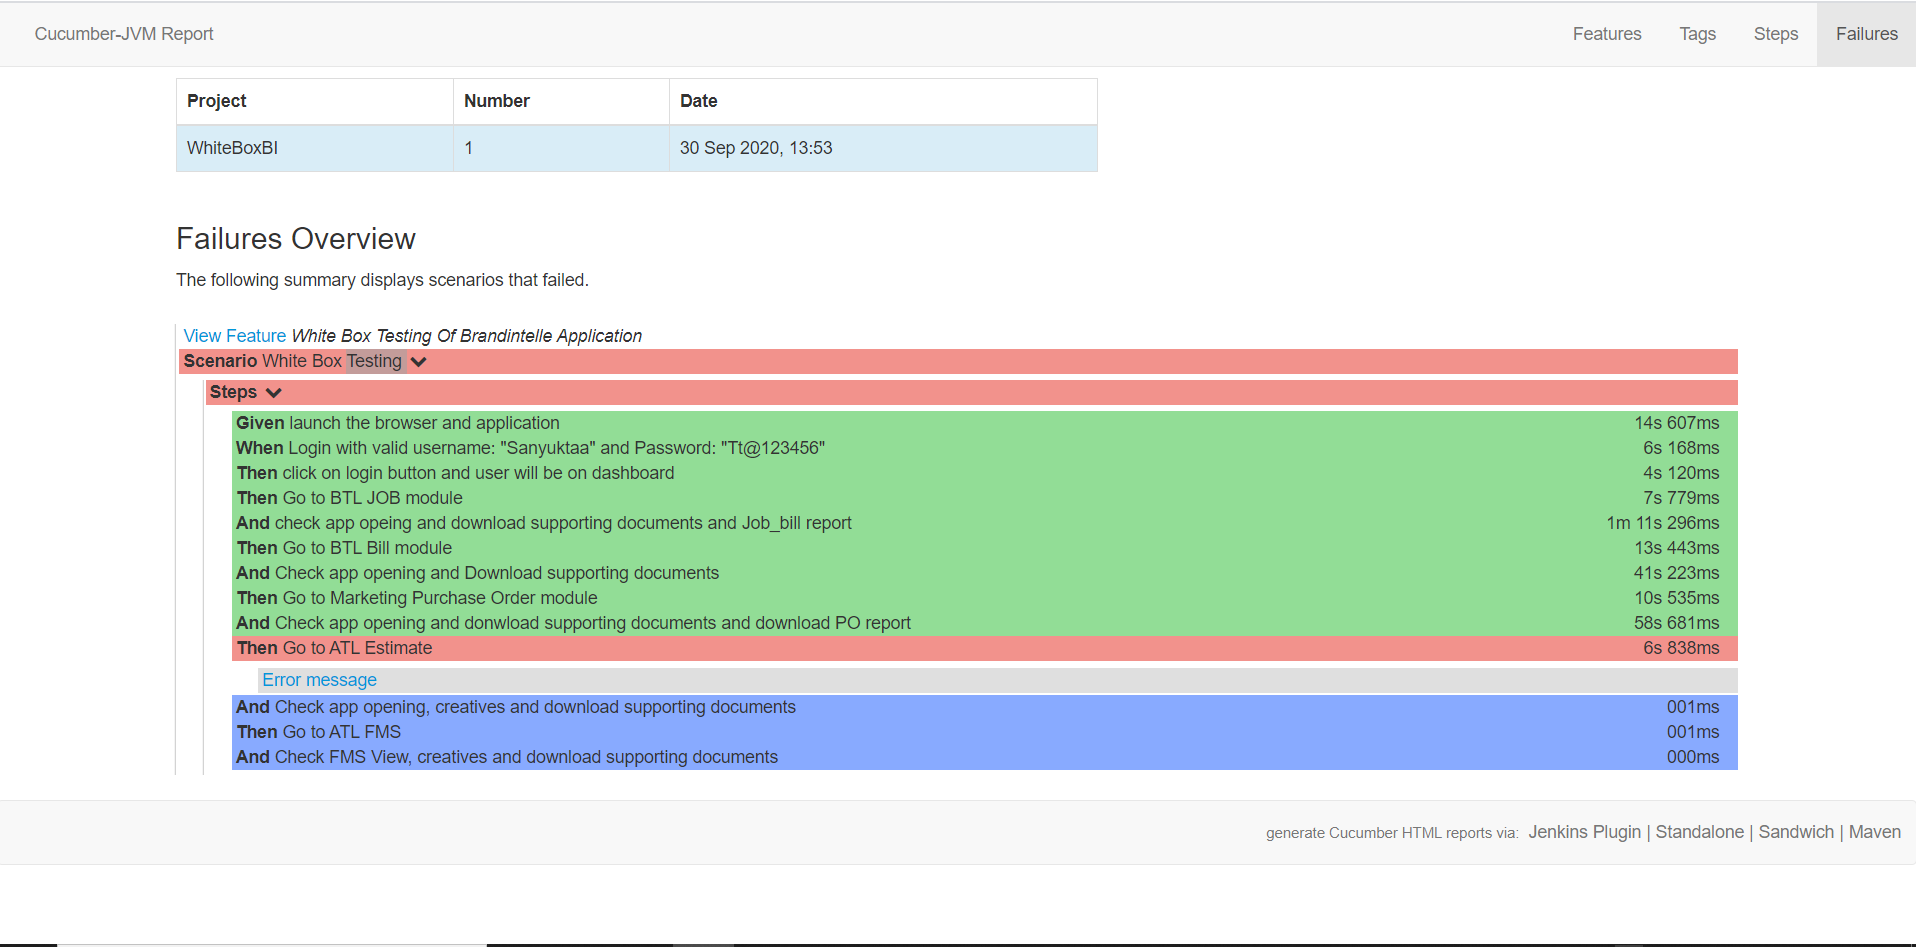 Cucumber-JVM Report Features Tags Steps Failures
Project Number Date
WhiteBoxBI 1 30 Sep 2020, 13:53
Failures Overview
The following summary displays scenarios that failed.
View Feature White Box Testing Of Brandintelle Application
Scenario White Box Testing
Steps
Given launch the browser and application 14s 607ms
When Login with valid username: "Sanyuktaa" and Password: "Tt@123456" 6s 168ms
Then click on login button and user will be on dashboard 4s 120ms
Then Go to BTL JOB module 7s 779ms
And check app opeing and download supporting documents and Job_bill report 1m 11s 296ms
Then Go to BTL Bill module 13s 443ms
And Check app opening and Download supporting documents 41s 223ms
Then Go to Marketing Purchase Order module 10s 535ms
And Check app opening and donwload supporting documents and download PO report 58s 681ms
Then Go to ATL Estimate 6s 838ms
Error message
And Check app opening, creatives and download supporting documents 001ms
Then Go to ATL FMS 001ms
And Check FMS View, creatives and download supporting documents 000ms
generate Cucumber HTML reports via: Jenkins Plugin | Standalone | Sandwich | Maven